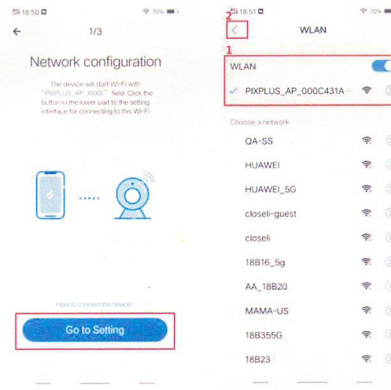 18:50
70%
1/3
Network configuration
The device will start Wi-Fi with
"PIXPLUS_AP_XXXX" field. Click the
button in the lower part to the setting
interface for connecting to this Wi-Fi
How to connect the device?
Go to Setting
18:51
70%
2
WLAN
1
WLAN
PIXPLUS_AP_000C431A··
Choose a network
QA-SS
HUAWEI
HUAWEI_5G
closeli-guest
closeli
18B16_5g
AA_18B20
MAMA-US
18B355G
18B23